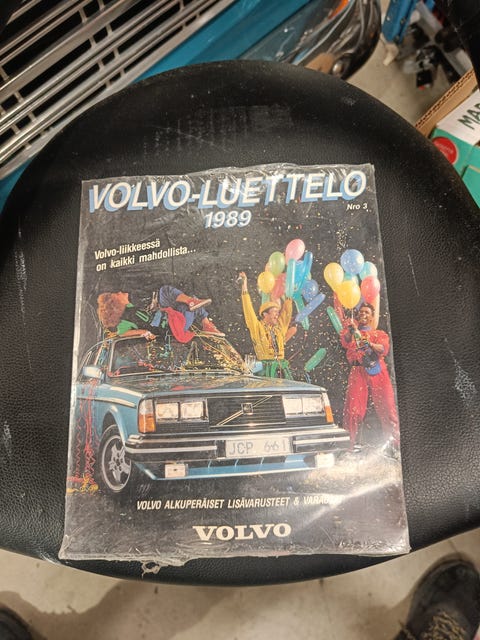 VOLVO-LUETTELO
1989
Nro 3
Volvo-liikkeessä
on kaikki mahdollista...
JCP 661
VOLVO ALKUPERÄISET LISÄVARUSTEET &
VOLVO